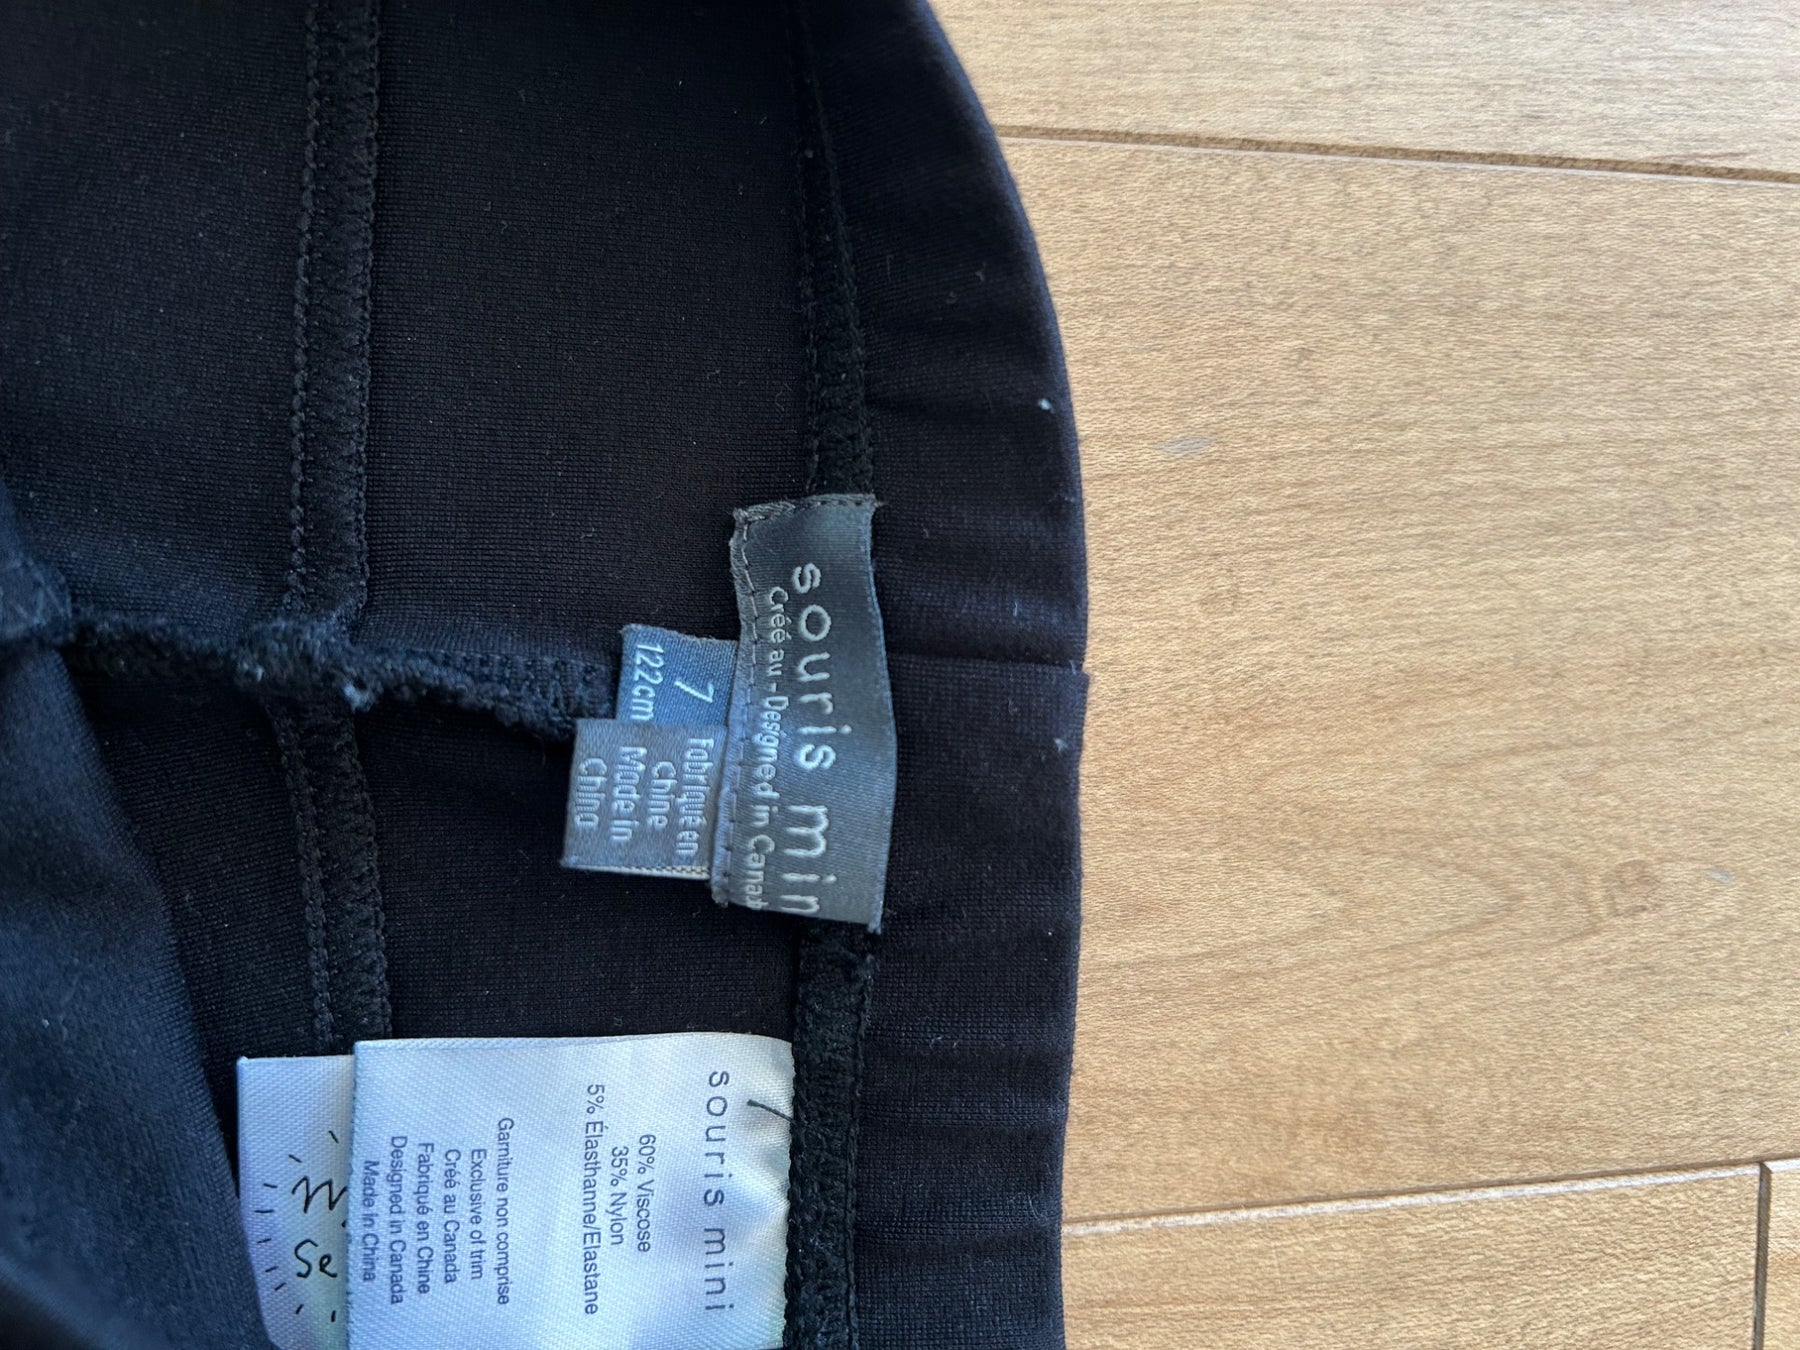 souris mini
Créé au - Designed in Canada
7
122cm
Fabriqué en
Chine
Made in
China
souris mini
60% Viscose
35% Nylon
5% Élasthanne/Elastane
Garniture non comprise
Exclusive of trim
Créé au Canada
Fabriqué en Chine
Designed in Canada
Made in China